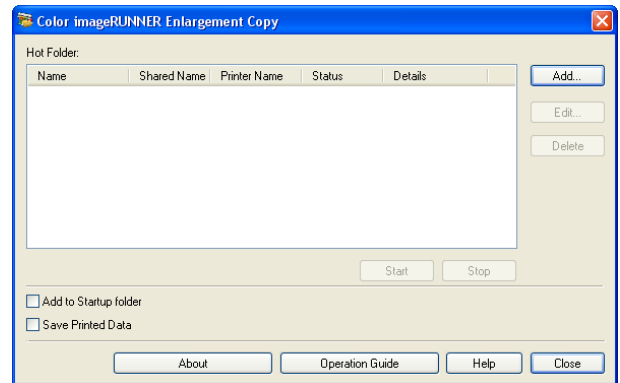 Color imageRUNNER Enlargement Copy
Hot Folder:
Name Shared Name Printer Name Status Details
Add...
Edit...
Delete
Start Stop
Add to Startup folder
Save Printed Data
About Operation Guide Help Close